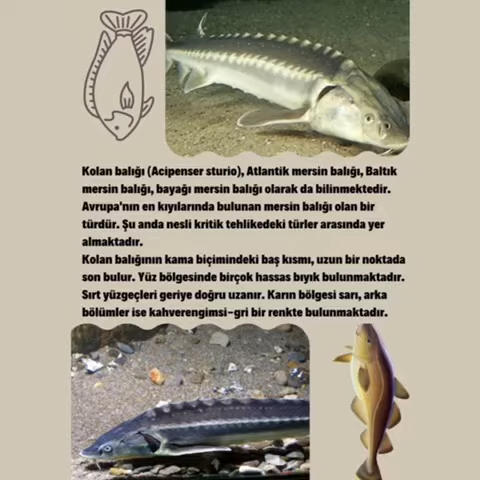 Kolan balığı (Acipenser sturio), Atlantik mersin balığı, Baltık
mersin balığı, bayağı mersin balığı olarak da bilinmektedir.
Avrupa'nın en kıyılarında bulunan mersin balığı olan bir
türdür. Şu anda nesli kritik tehlikedeki türler arasında yer
almaktadır.
Kolan balığının kama biçimindeki baş kısmı, uzun bir noktada
son bulur. Yüz bölgesinde birçok hassas bıyık bulunmaktadır.
Sırt yüzgeçleri geriye doğru uzanır. Karın bölgesi sarı, arka
bölümler ise kahverengimsi-gri bir renkte bulunmaktadır.